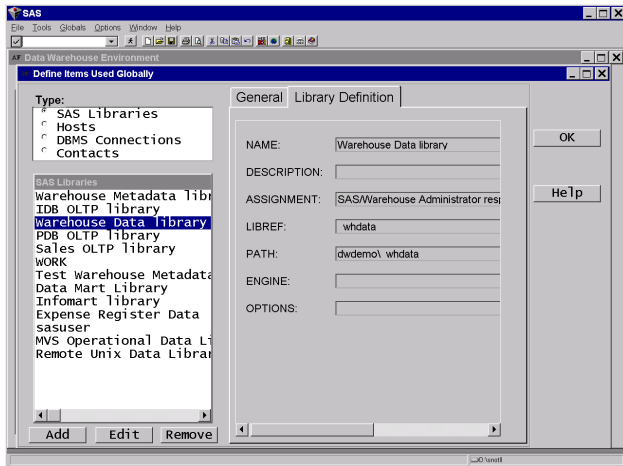 SAS
File Tools Globals Options Window Help
Data Warehouse Environment
Define Items Used Globally
Type:
SAS Libraries
Hosts
DBMS Connections
Contacts
SAS Libraries
Warehouse Metadata libr
IDB OLTP library
Warehouse Data library
PDB OLTP library
Sales OLTP library
WORK
Test Warehouse Metadata
Data Mart Library
Infomart library
Expense Register Data
sasuser
MVS Operational Data Li
Remote Unix Data Librar
Add Edit Remove
General Library Definition
NAME: Warehouse Data library
DESCRIPTION:
ASSIGNMENT: SAS/Warehouse Administrator resp
LIBREF: whdata
PATH: dwdemo\ whdata
ENGINE:
OPTIONS:
OK
Help